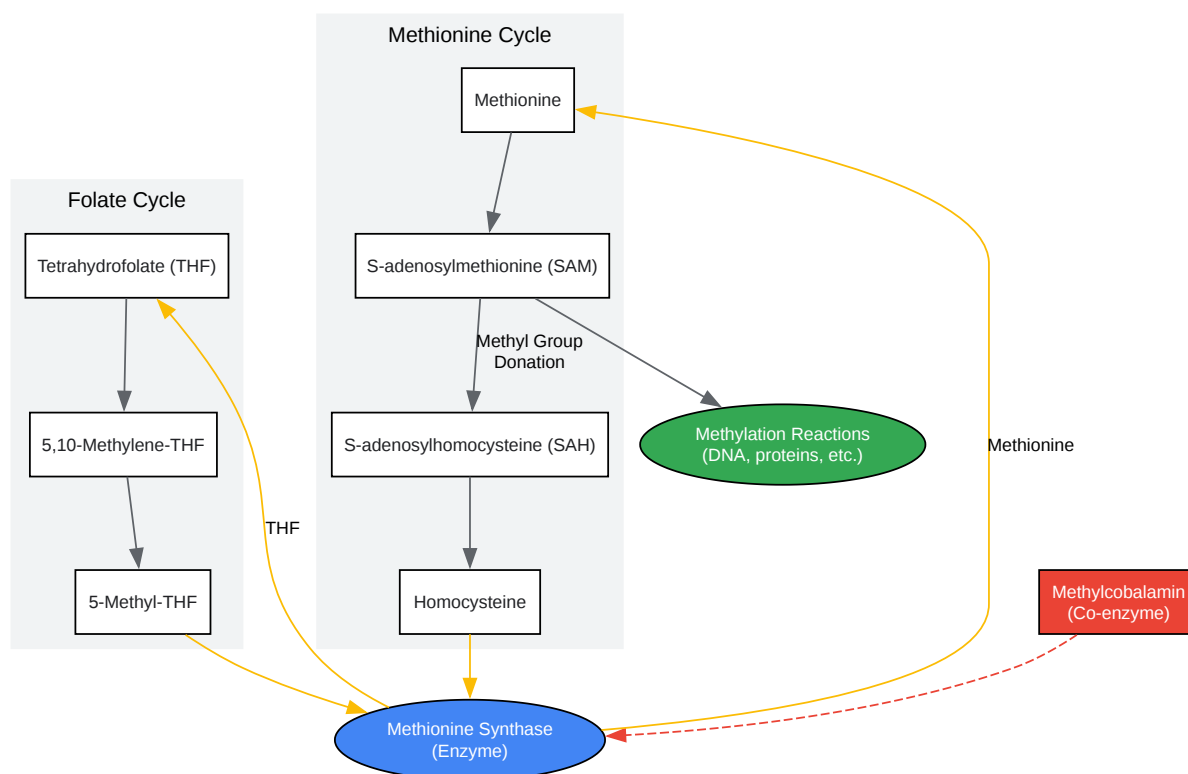 Methionine Cycle
Methionine
Folate Cycle
Tetrahydrofolate (THF)
S-adenosylmethionine (SAM)
Methyl Group
Donation
5,10-Methylene-THF
S-adenosylhomocysteine (SAH)
Methylation Reactions
(DNA, proteins, etc.)
Methionine
THF
5-Methyl-THF
Homocysteine
Methylcobalamin
(Co-enzyme)
Methionine Synthase
(Enzyme)